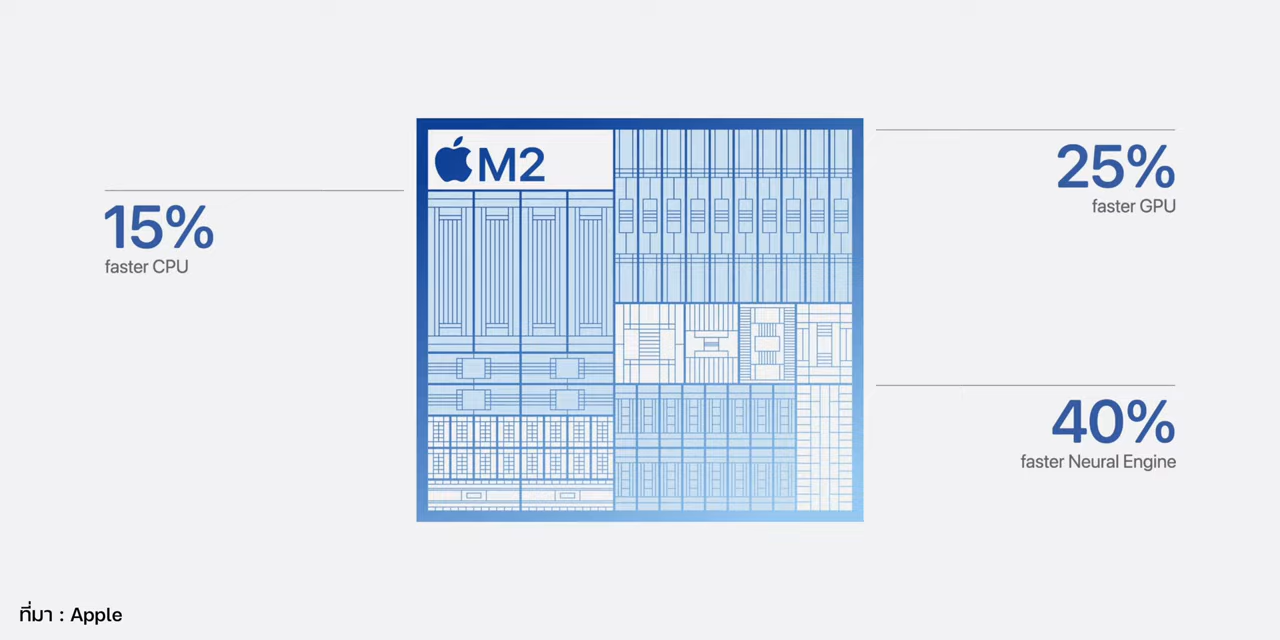 M2
15%
faster CPU
25%
faster GPU
40%
faster Neural Engine
ที่มา : Apple